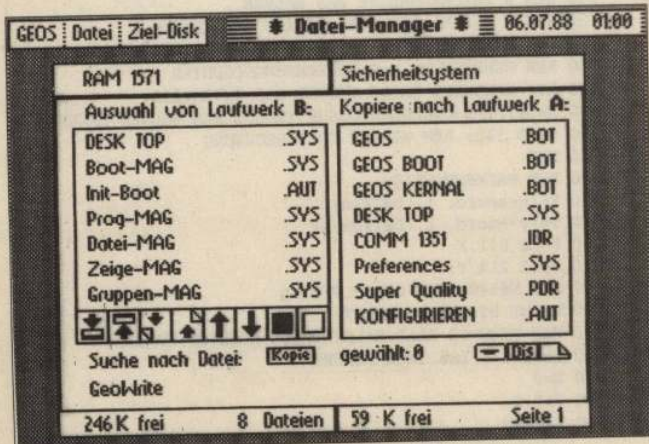 GEOS Datei Ziel-Disk * Datei-Manager * 06.07.88 01:00
RAM 1571 Sicherheitsystem
Auswahl von Laufwerk B: Kopiere nach Laufwerk A:
DESK TOP .SYS GEOS .BOT
Boot-MAG .SYS GEOS BOOT .BOT
Init-Boot .AUT GEOS KERNAL .BOT
Prog-MAG .SYS DESK TOP .SYS
Datei-MAG .SYS COMM 1351 .IDR
Zeige-MAG .SYS Preferences .SYS
Gruppen-MAG .SYS Super Quality .PDR
KONFIGURIEREN .AUT
Suche nach Datei: Kopie gewählt: 0 Dis
GeoWrite
246 K frei 8 Dateien 59 K frei Seite 1